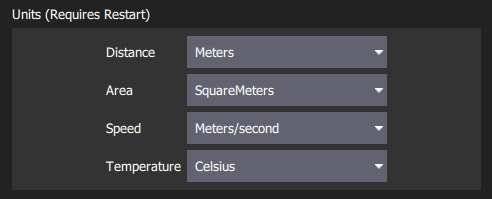 Units (Requires Restart)
Distance Meters
Area SquareMeters
Speed Meters/second
Temperature Celsius